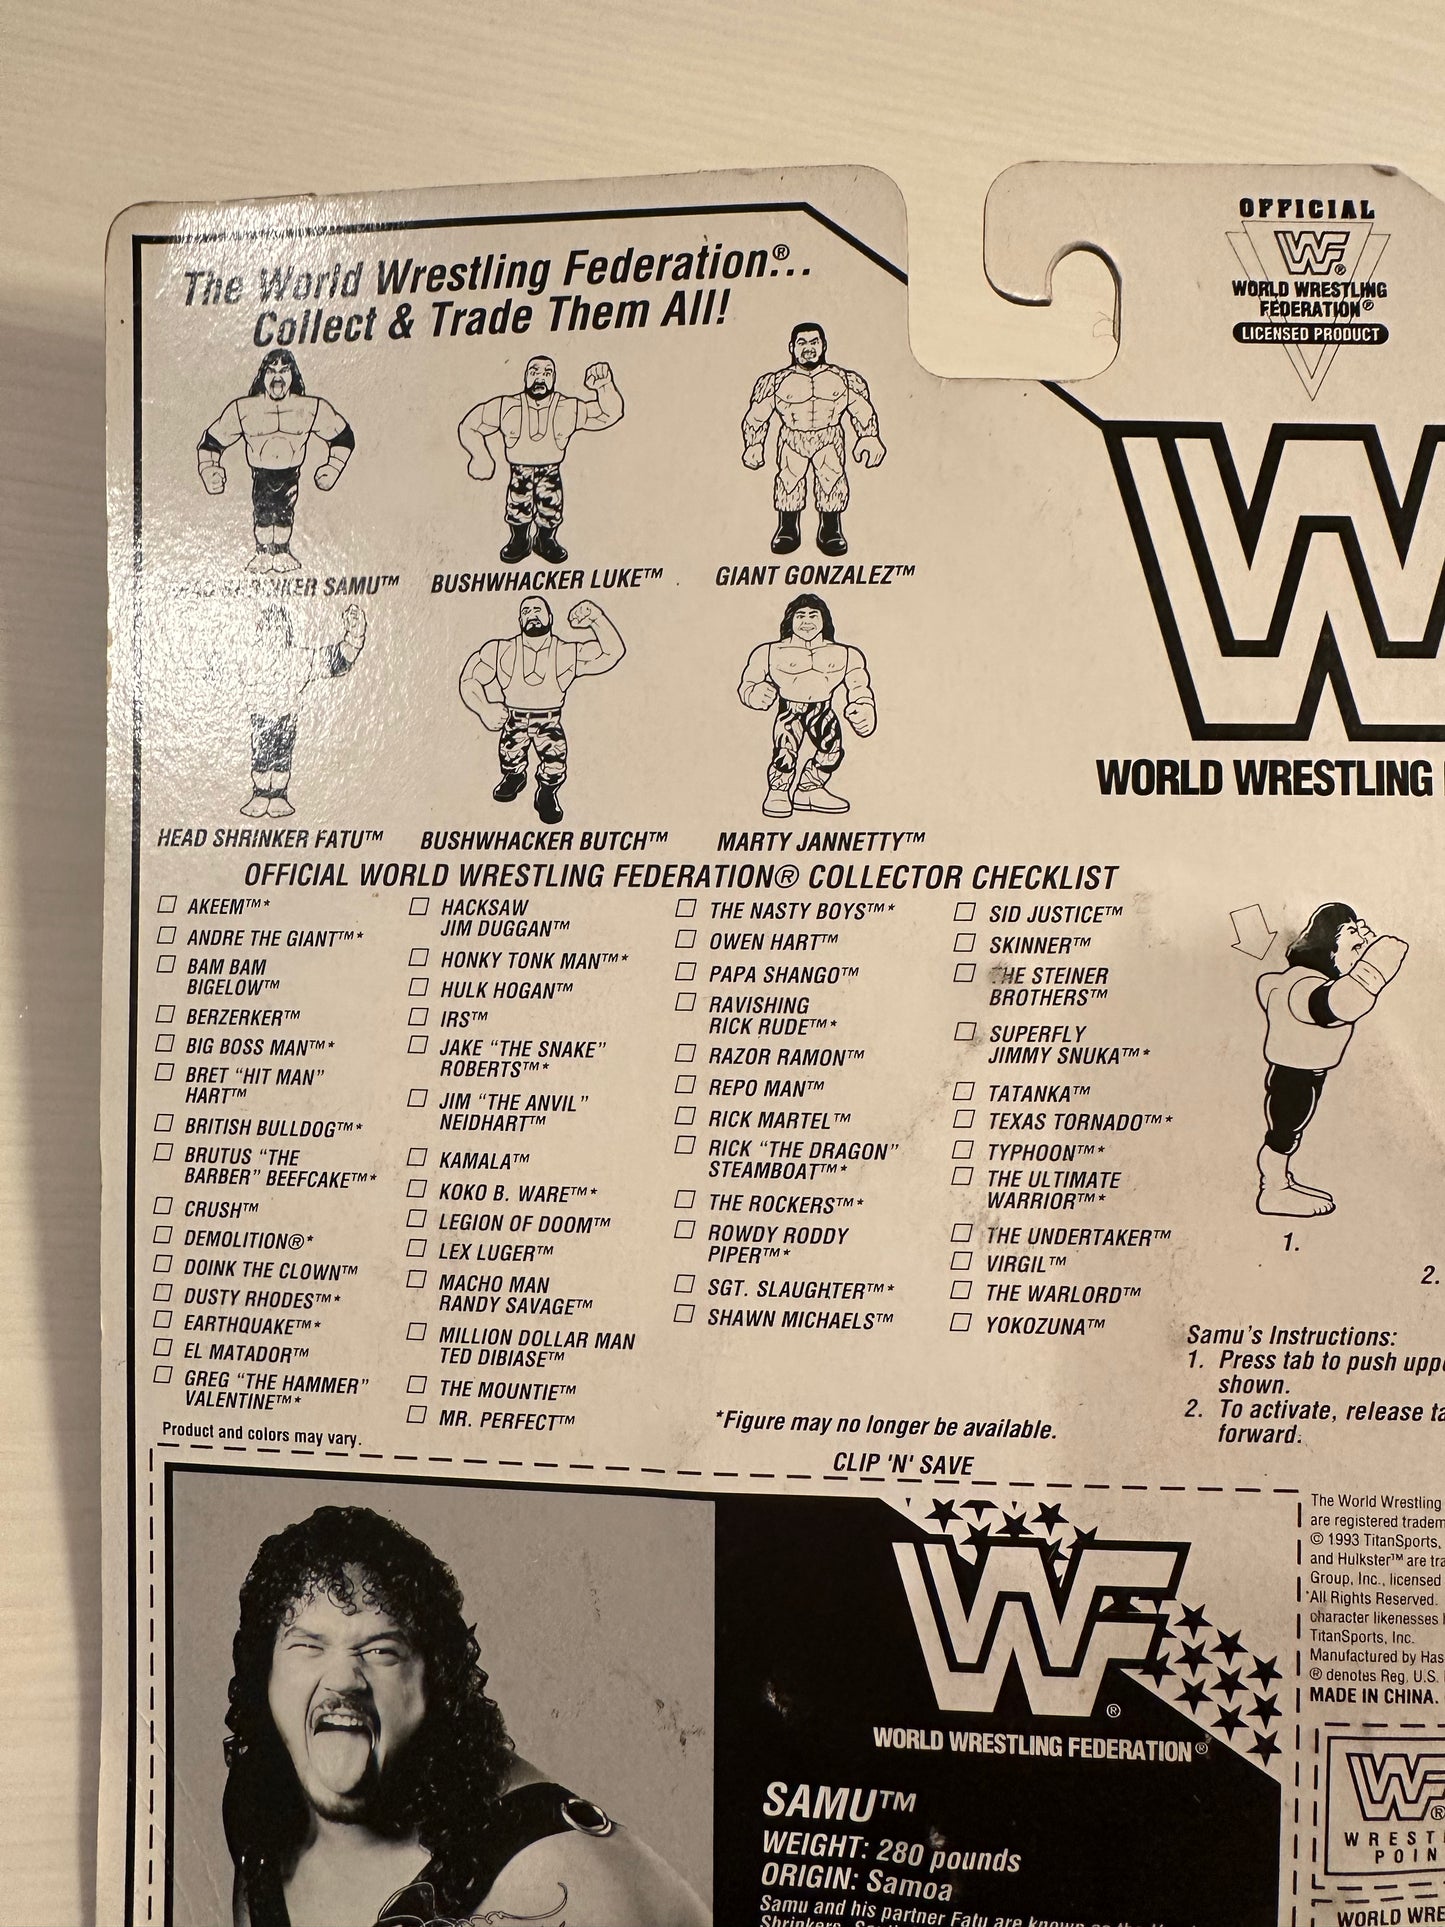 The World Wrestling Federation®...
Collect & Trade Them All!
OFFICIAL
WF®
WORLD WRESTLING
FEDERATION®
LICENSED PRODUCT
SHRINKER SAMU™
BUSHWHACKER LUKE™
GIANT GONZALEZ™
HEAD SHRINKER FATU™
BUSHWHACKER BUTCH™
MARTY JANNETTY™
W
WORLD WRESTLING
OFFICIAL WORLD WRESTLING FEDERATION® COLLECTOR CHECKLIST
AKEEM™*
ANDRE THE GIANT™*
BAM BAM
BIGELOW™
BERZERKER™
BIG BOSS MAN™*
BRET “HIT MAN”
HART™
BRITISH BULLDOG™*
BRUTUS “THE
BARBER” BEEFCAKE™*
CRUSH™
DEMOLITION®*
DOINK THE CLOWN™
DUSTY RHODES™*
EARTHQUAKE™*
EL MATADOR™
GREG “THE HAMMER”
VALENTINE™*
HACKSAW
JIM DUGGAN™
HONKY TONK MAN™*
HULK HOGAN™
IRS™
JAKE “THE SNAKE”
ROBERTS™*
JIM “THE ANVIL”
NEIDHART™
KAMALA™
KOKO B. WARE™*
LEGION OF DOOM™
LEX LUGER™
MACHO MAN
RANDY SAVAGE™
MILLION DOLLAR MAN
TED DIBIASE™
THE MOUNTIE™
MR. PERFECT™
THE NASTY BOYS™*
OWEN HART™
PAPA SHANGO™
RAVISHING
RICK RUDE™*
RAZOR RAMON™
REPO MAN™
RICK MARTEL™
RICK “THE DRAGON”
STEAMBOAT™*
THE ROCKERS™*
ROWDY RODDY
PIPER™*
SGT. SLAUGHTER™*
SHAWN MICHAELS™
SID JUSTICE™
SKINNER™
THE STEINER
BROTHERS™
SUPERFLY
JIMMY SNUKA™*
TATANKA™
TEXAS TORNADO™*
TYPHOON™*
THE ULTIMATE
WARRIOR™*
THE UNDERTAKER™
VIRGIL™
THE WARLORD™
YOKOZUNA™
Product and colors may vary.
*Figure may no longer be available.
CLIP 'N' SAVE
1.
2.
Samu's Instructions:
1. Press tab to push
shown.
2. To activate, release
forward.
WF®
WORLD WRESTLING FEDERATION®
SAMU™
WEIGHT: 280 pounds
ORIGIN: Samoa
Samu and his partner Fatu are known
The World Wrestling
are registered
© 1993 TitanSports,
and Hulkster™ are
Group, Inc., licensed
All Rights Reserved.
character likenesses
TitanSports, Inc.
Manufactured by
® denotes Reg. U.S.
MADE IN CHINA.
WF®
WORLD